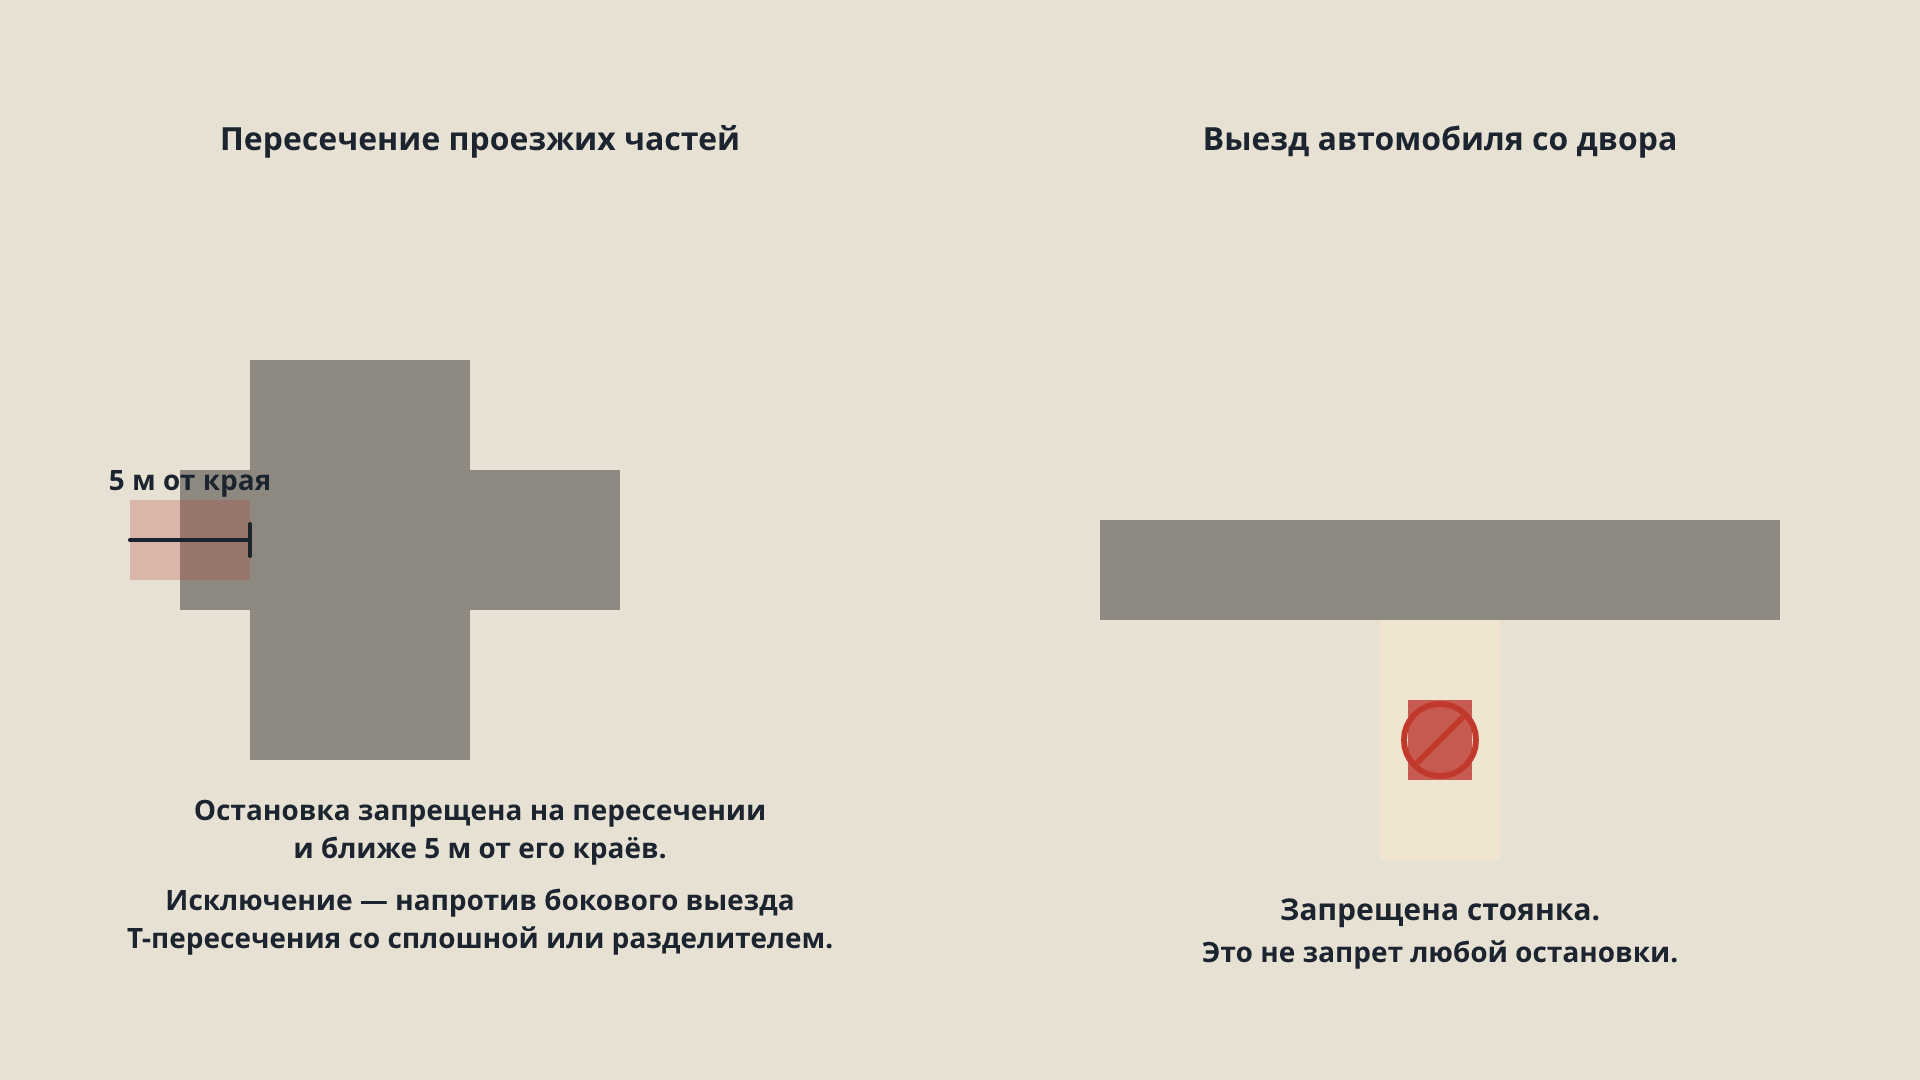 Пересечение проезжих частей
5 м от края
Остановка запрещена на пересечении
и ближе 5 м от его краёв.
Исключение — напротив бокового выезда
Т-пересечения со сплошной или разделителем.
Выезд автомобиля со двора
Запрещена стоянка.
Это не запрет любой остановки.